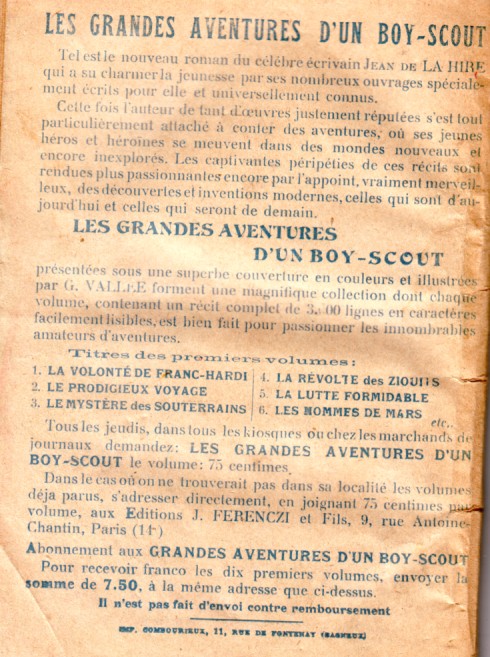 LES GRANDES AVENTURES D'UN BOY-SCOUT
Tel est le nouveau roman du célébre écrivain JEAN DE LA HIRE
qui a su charmer la jeunesse par ses nombreux ouvrages spéciale-
ment écrits pour elle et universellement connus.
Cette fois l'auteur de tant d'œuvres justement réputées s'est tout
particulièrement attaché à conter des aventures, où ses jeunes
héros et héroïnes se meuvent dans des mondes nouveaux et
encore inexplorés. Les captivantes péripéties de ces récits sont
rendues plus passionnantes encore par l'appoint, vraiment merveil-
leux, des découvertes et inventions modernes, celles qui sont d'au-
jourd'hui et celles qui seront de demain.
LES GRANDES AVENTURES
D'UN BOY-SCOUT
présentées sous une superbe couverture en couleurs et illustrées
par G. VALLÉE forment une magnifique collection dont chaque
volume, contenant un récit complet de 00 lignes en caractères
facilement lisibles, est bien fait pour passionner les innombrables
amateurs d'aventures.
Titres des premiers volumes:
1. LA VOLONTÉ DE FRANC-HARDI
2. LE PRODIGIEUX VOYAGE
3. LE MYSTÈRE des SOUTERRAINS
4. LA RÉVOLTE des ZIOUITS
5. LA LUTTE FORMIDABLE
6. LES HOMMES DE MARS
etc..
Tous les jeudis, dans tous les kiosques ou chez les marchands de
journaux demandez: LES GRANDES AVENTURES D'UN
BOY-SCOUT le volume: 75 centimes
Dans le cas où on ne trouverait pas dans sa localité les volumes
déja parus, s'adresser directement, en joignant 75 centimes par
volume, aux Editions J. FERENCZI et Fils, 9, rue Antoine-
Chantin, Paris (14ᵉ)
Abonnement aux GRANDES AVENTURES D'UN BOY-SCOUT
Pour recevoir franco les dix premiers volumes, envoyer la
somme de 7.50, à la même adresse que ci-dessus.
Il n'est pas fait d'envoi contre remboursement
IMP. COMBOURIEUX, 11, RUE DE FONTENAY (BAGNEUX)